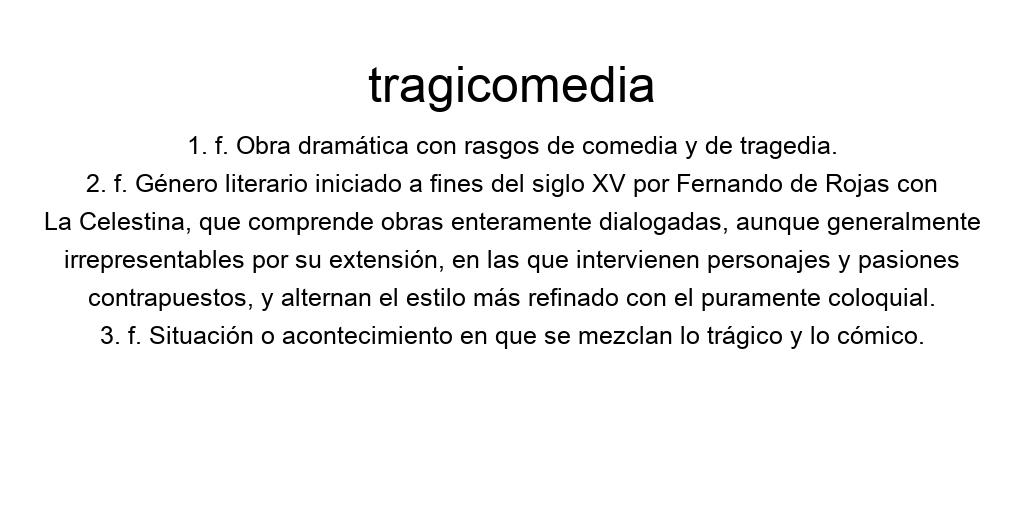 tragicomedia
1. f. Obra dramática con rasgos de comedia y de tragedia.
2. f. Género literario iniciado a fines del siglo XV por Fernando de Rojas con
La Celestina, que comprende obras enteramente dialogadas, aunque generalmente
irrepresentables por su extensión, en las que intervienen personajes y pasiones
contrapuestos, y alternan el estilo más refinado con el puramente coloquial.
3. f. Situación o acontecimiento en que se mezclan lo trágico y lo cómico.